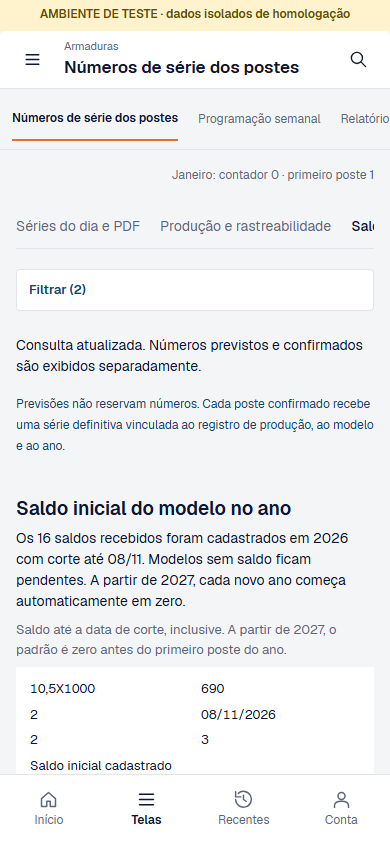 AMBIENTE DE TESTE · dados isolados de homologação
Armaduras
Números de série dos postes
Números de série dos postes
Programação semanal
Relatório
Janeiro: contador 0 · primeiro poste 1
Séries do dia e PDF
Produção e rastreabilidade
Filtrar (2)
Consulta atualizada. Números previstos e confirmados
são exibidos separadamente.
Previsões não reservam números. Cada poste confirmado recebe
uma série definitiva vinculada ao registro de produção, ao modelo
e ao ano.
Saldo inicial do modelo no ano
Os 16 saldos recebidos foram cadastrados em 2026
com corte até 08/11. Modelos sem saldo ficam
pendentes. A partir de 2027, cada novo ano começa
automaticamente em zero.
Saldo até a data de corte, inclusive. A partir de 2027, o
padrão é zero antes do primeiro poste do ano.
10,5X1000 690
2 08/11/2026
2 3
Saldo inicial cadastrado
Início
Telas
Recentes
Conta